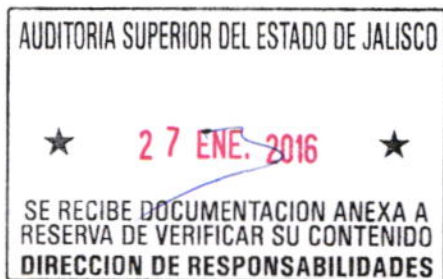 AUDITORIA SUPERIOR DEL ESTADO DE JALISCO
★ 27 ENE. 2016 ★
SE RECIBE DOCUMENTACION ANEXA A
RESERVA DE VERIFICAR SU CONTENIDO
DIRECCION DE RESPONSABILIDADES